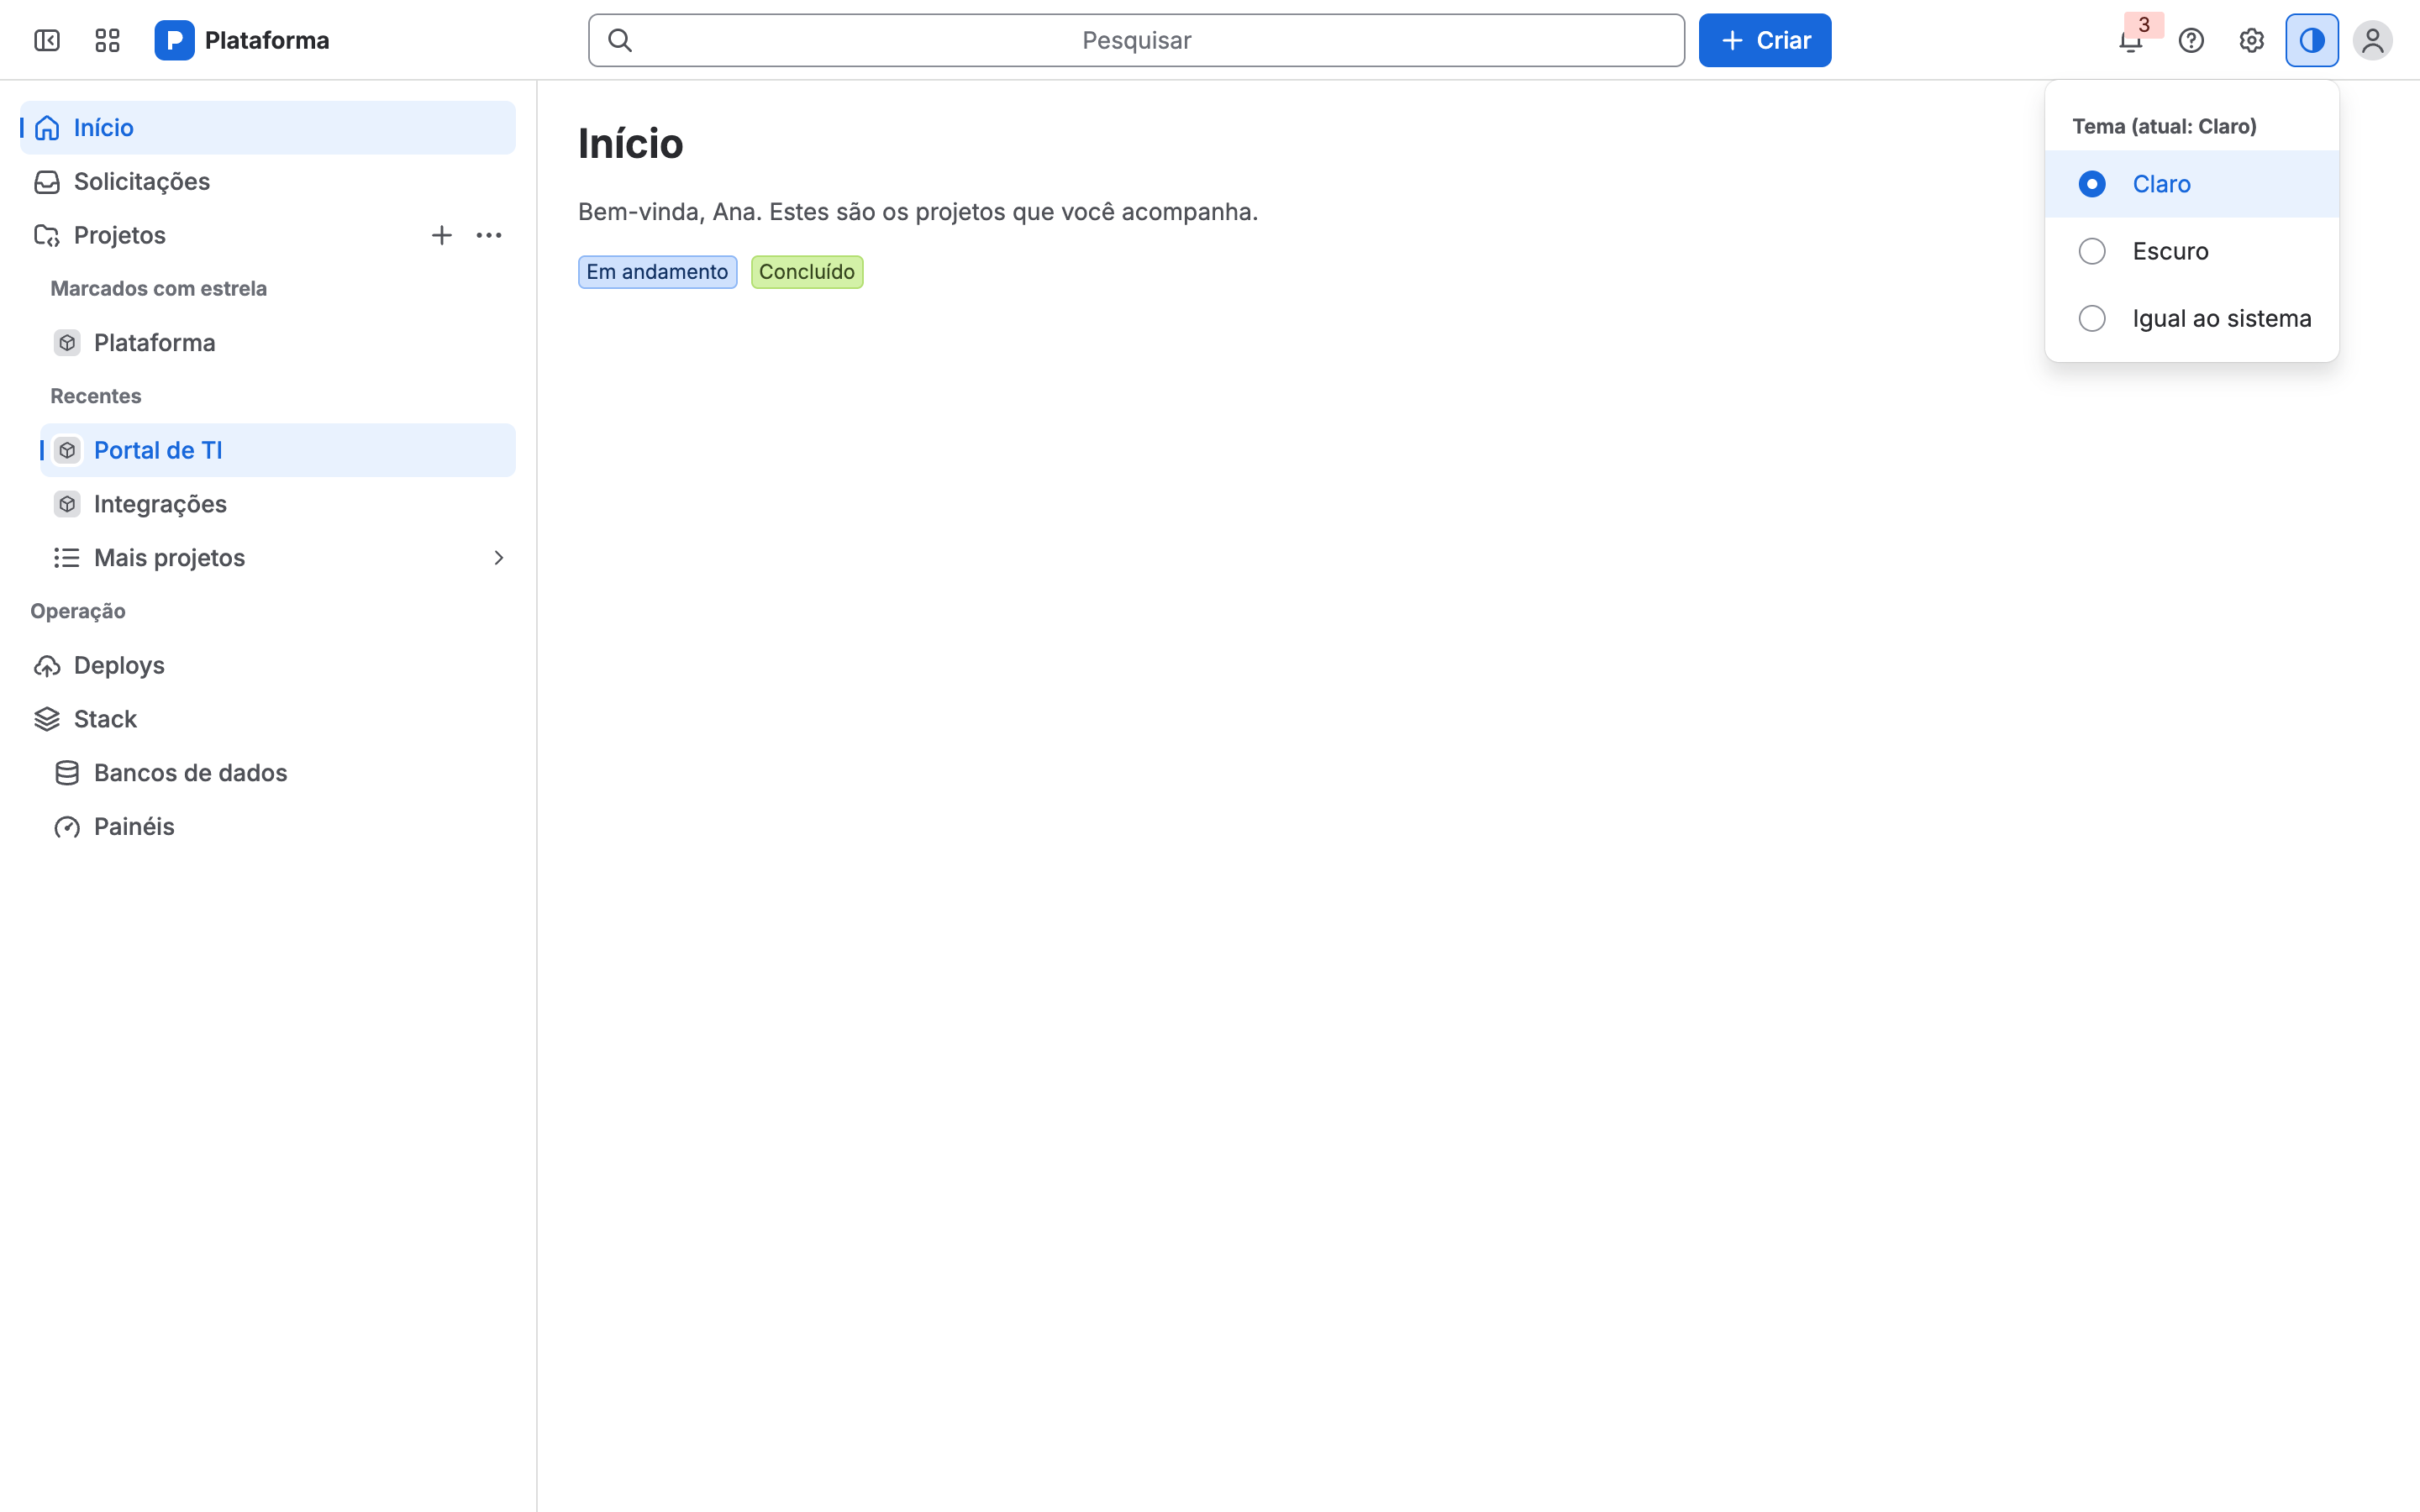 P Plataforma
Pesquisar
Criar
3
Início
Solicitações
Projetos
Marcados com estrela
Plataforma
Recentes
Portal de TI
Integrações
Mais projetos
Operação
Deploys
Stack
Bancos de dados
Painéis
Início
Bem-vinda, Ana. Estes são os projetos que você acompanha.
Em andamento Concluído
Tema (atual: Claro)
Claro
Escuro
Igual ao sistema